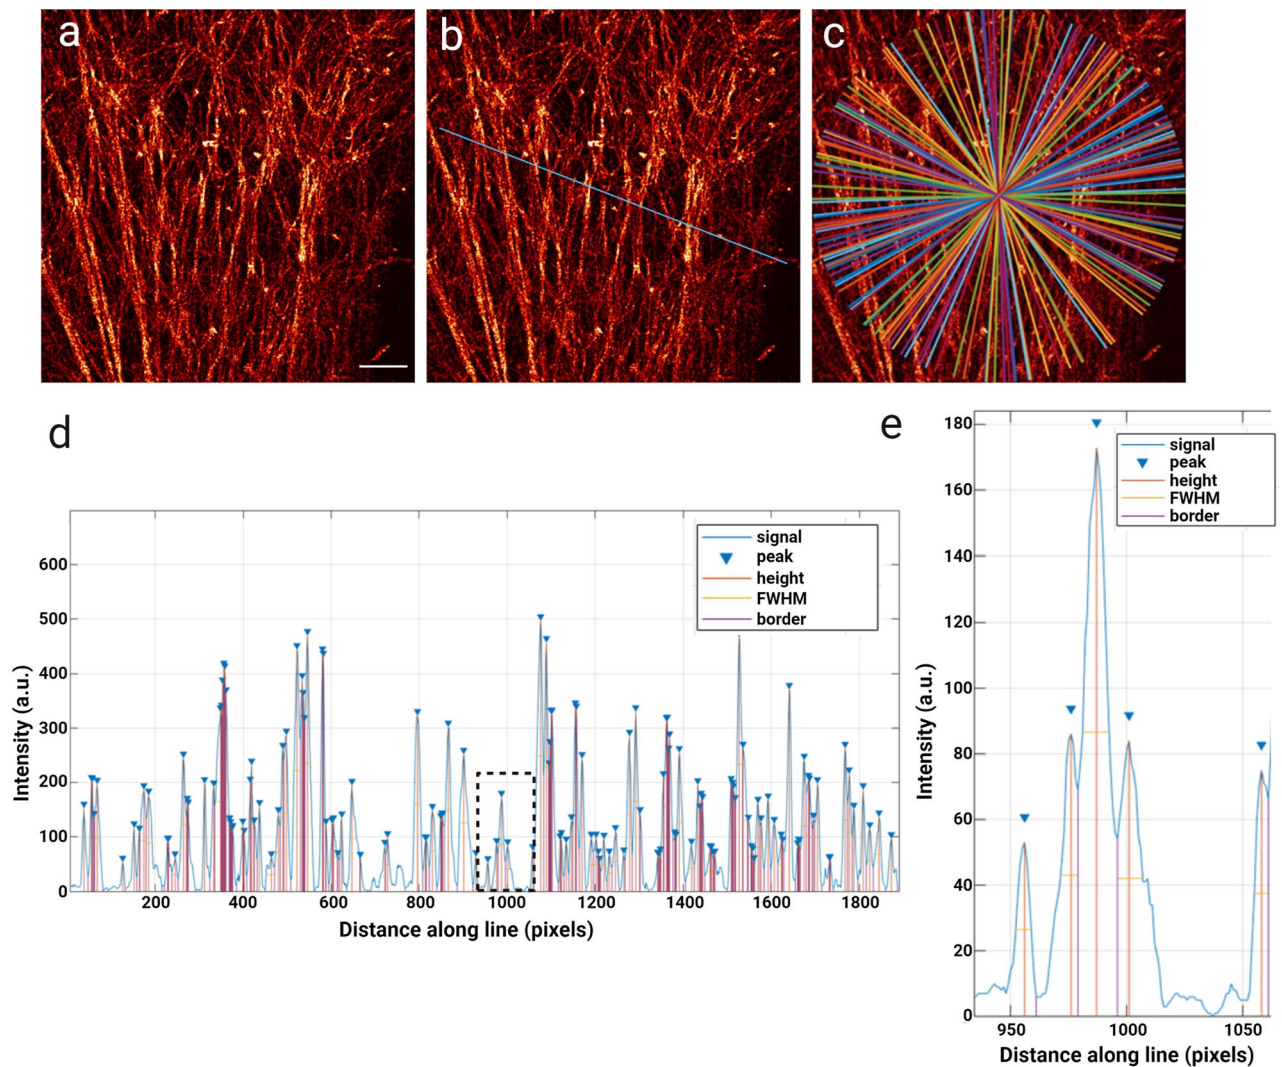 a
b
c
d
Intensity (a.u.)
600
500
400
300
200
100
0
200
400
600
800
1000
1200
1400
1600
1800
Distance along line (pixels)
signal
peak
height
FWHM
border
e
Intensity (a.u.)
180
160
140
120
100
80
60
40
20
0
950
1000
1050
Distance along line (pixels)
signal
peak
height
FWHM
border